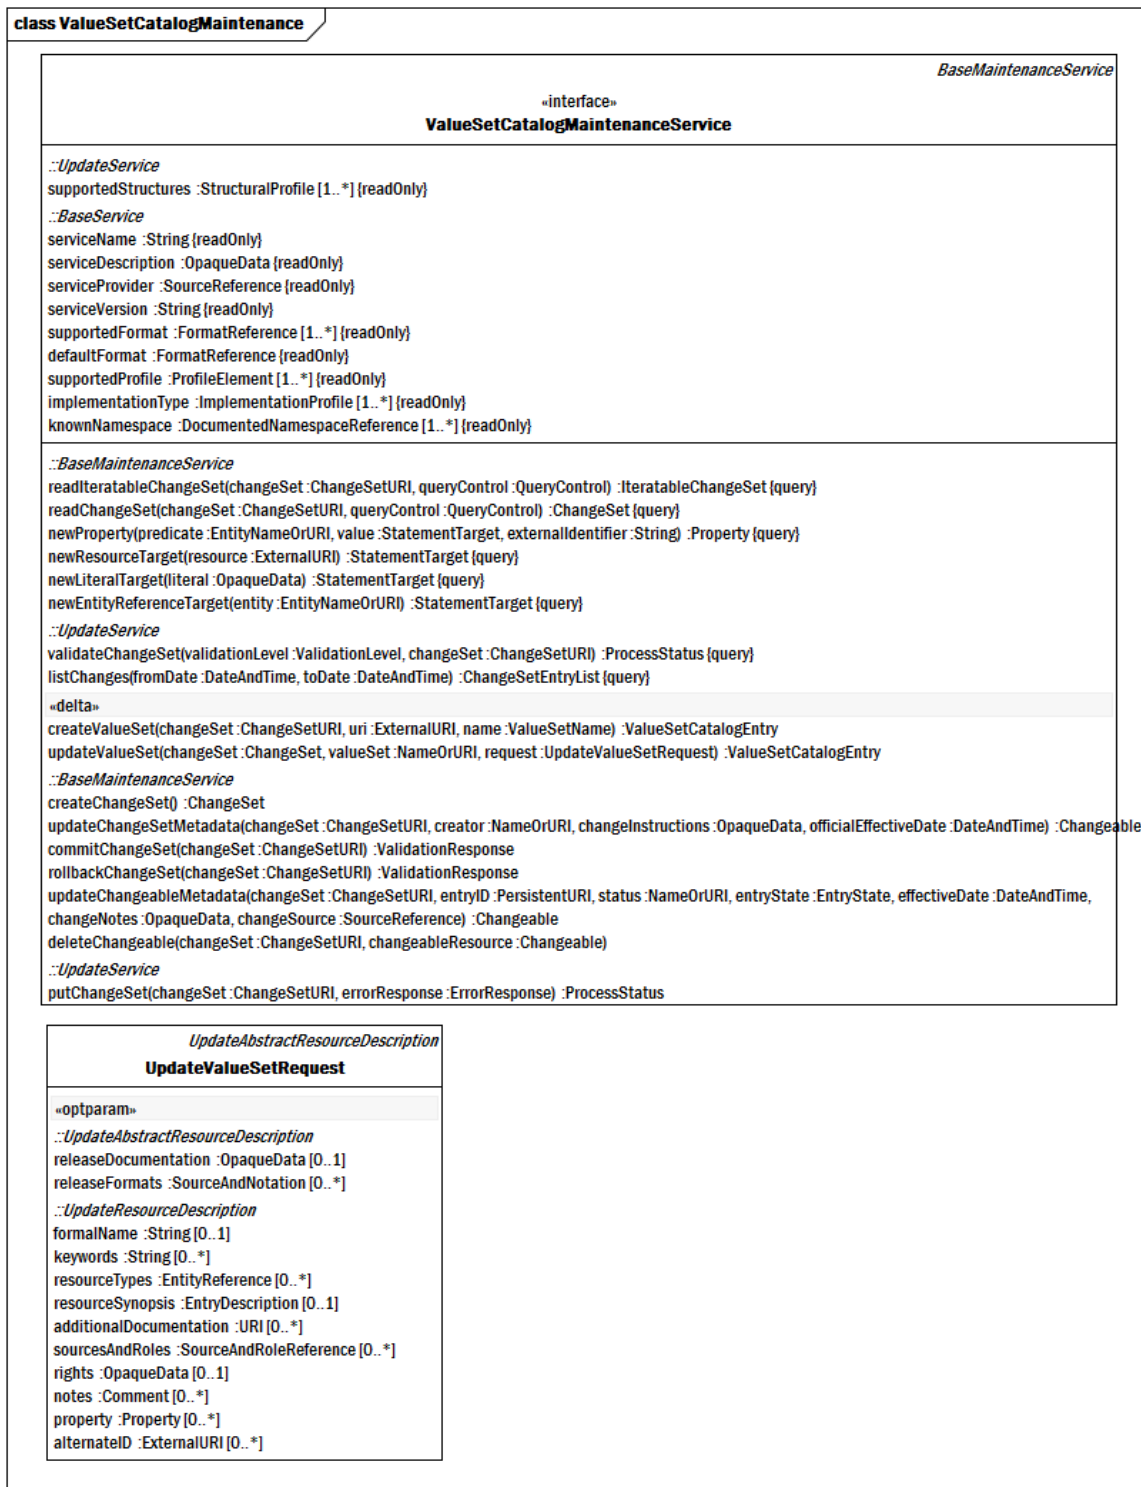 class ValueSetCatalogMaintenance
BaseMaintenanceService
«interface»
ValueSetCatalogMaintenanceService
::UpdateService
supportedStructures :StructuralProfile [1..*] {readOnly}
::BaseService
serviceName :String {readOnly}
serviceDescription :OpaqueData {readOnly}
serviceProvider :SourceReference {readOnly}
serviceVersion :String {readOnly}
supportedFormat :FormatReference [1..*] {readOnly}
defaultFormat :FormatReference {readOnly}
supportedProfile :ProfileElement [1..*] {readOnly}
implementationType :ImplementationProfile [1..*] {readOnly}
knownNamespace :DocumentedNamespaceReference [1..*] {readOnly}
::BaseMaintenanceService
readIteratableChangeSet(changeSet :ChangeSetURI, queryControl :QueryControl) :IteratableChangeSet {query}
readChangeSet(changeSet :ChangeSetURI, queryControl :QueryControl) :ChangeSet {query}
newProperty(predicate :EntityNameOrURI, value :StatementTarget, externalIdentifier :String) :Property {query}
newResourceTarget(resource :ExternalURI) :StatementTarget {query}
newLiteralTarget(literal :OpaqueData) :StatementTarget {query}
newEntityReferenceTarget(entity :EntityNameOrURI) :StatementTarget {query}
::UpdateService
validateChangeSet(validationLevel :ValidationLevel, changeSet :ChangeSetURI) :ProcessStatus {query}
listChanges(fromDate :DateAndTime, toDate :DateAndTime) :ChangeSetEntryList {query}
«delta»
createValueSet(changeSet :ChangeSetURI, uri :ExternalURI, name :ValueSetName) :ValueSetCatalogEntry
updateValueSet(changeSet :ChangeSet, valueSet :NameOrURI, request :UpdateValueSetRequest) :ValueSetCatalogEntry
::BaseMaintenanceService
createChangeSet() :ChangeSet
updateChangeSetMetadata(changeSet :ChangeSetURI, creator :NameOrURI, changeInstructions :OpaqueData, officialEffectiveDate :DateAndTime) :Changeable
commitChangeSet(changeSet :ChangeSetURI) :ValidationResponse
rollbackChangeSet(changeSet :ChangeSetURI) :ValidationResponse
updateChangeableMetadata(changeSet :ChangeSetURI, entryID :PersistentURI, status :NameOrURI, entryState :EntryState, effectiveDate :DateAndTime,
changeNotes :OpaqueData, changeSource :SourceReference) :Changeable
deleteChangeable(changeSet :ChangeSetURI, changeableResource :Changeable)
::UpdateService
putChangeSet(changeSet :ChangeSetURI, errorResponse :ErrorResponse) :ProcessStatus
UpdateAbstractResourceDescription
UpdateValueSetRequest
«optparam»
::UpdateAbstractResourceDescription
releaseDocumentation :OpaqueData [0..1]
releaseFormats :SourceAndNotation [0..*]
::UpdateResourceDescription
formalName :String [0..1]
keywords :String [0..*]
resourceTypes :EntityReference [0..*]
resourceSynopsis :EntryDescription [0..1]
additionalDocumentation :URI [0..*]
sourcesAndRoles :SourceAndRoleReference [0..*]
rights :OpaqueData [0..1]
notes :Comment [0..*]
property :Property [0..*]
alternateID :ExternalURI [0..*]